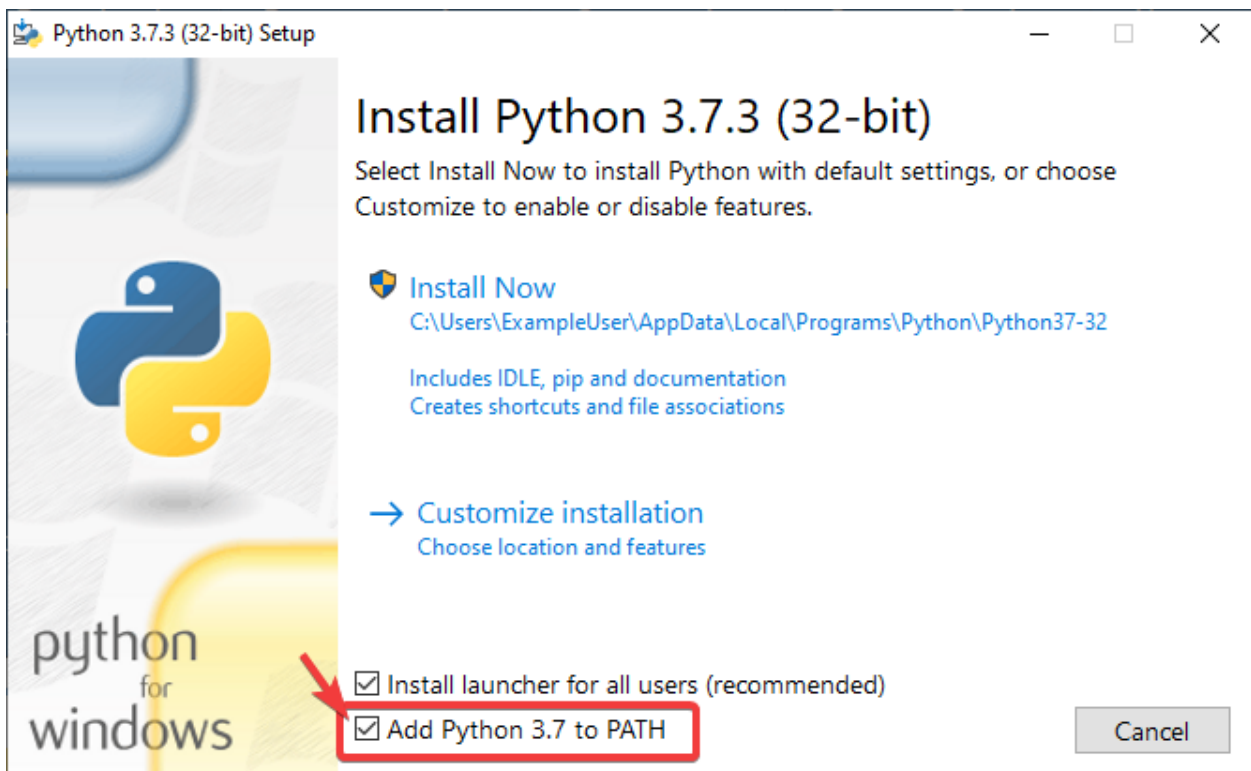 Python 3.7.3 (32-bit) Setup
Install Python 3.7.3 (32-bit)
Select Install Now to install Python with default settings, or choose
Customize to enable or disable features.
Install Now
C:\Users\ExampleUser\AppData\Local\Programs\Python\Python37-32
Includes IDLE, pip and documentation
Creates shortcuts and file associations
Customize installation
Choose location and features
python
for
windows
Install launcher for all users (recommended)
Add Python 3.7 to PATH
Cancel